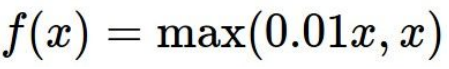 f(x) = max(0.01x, x)